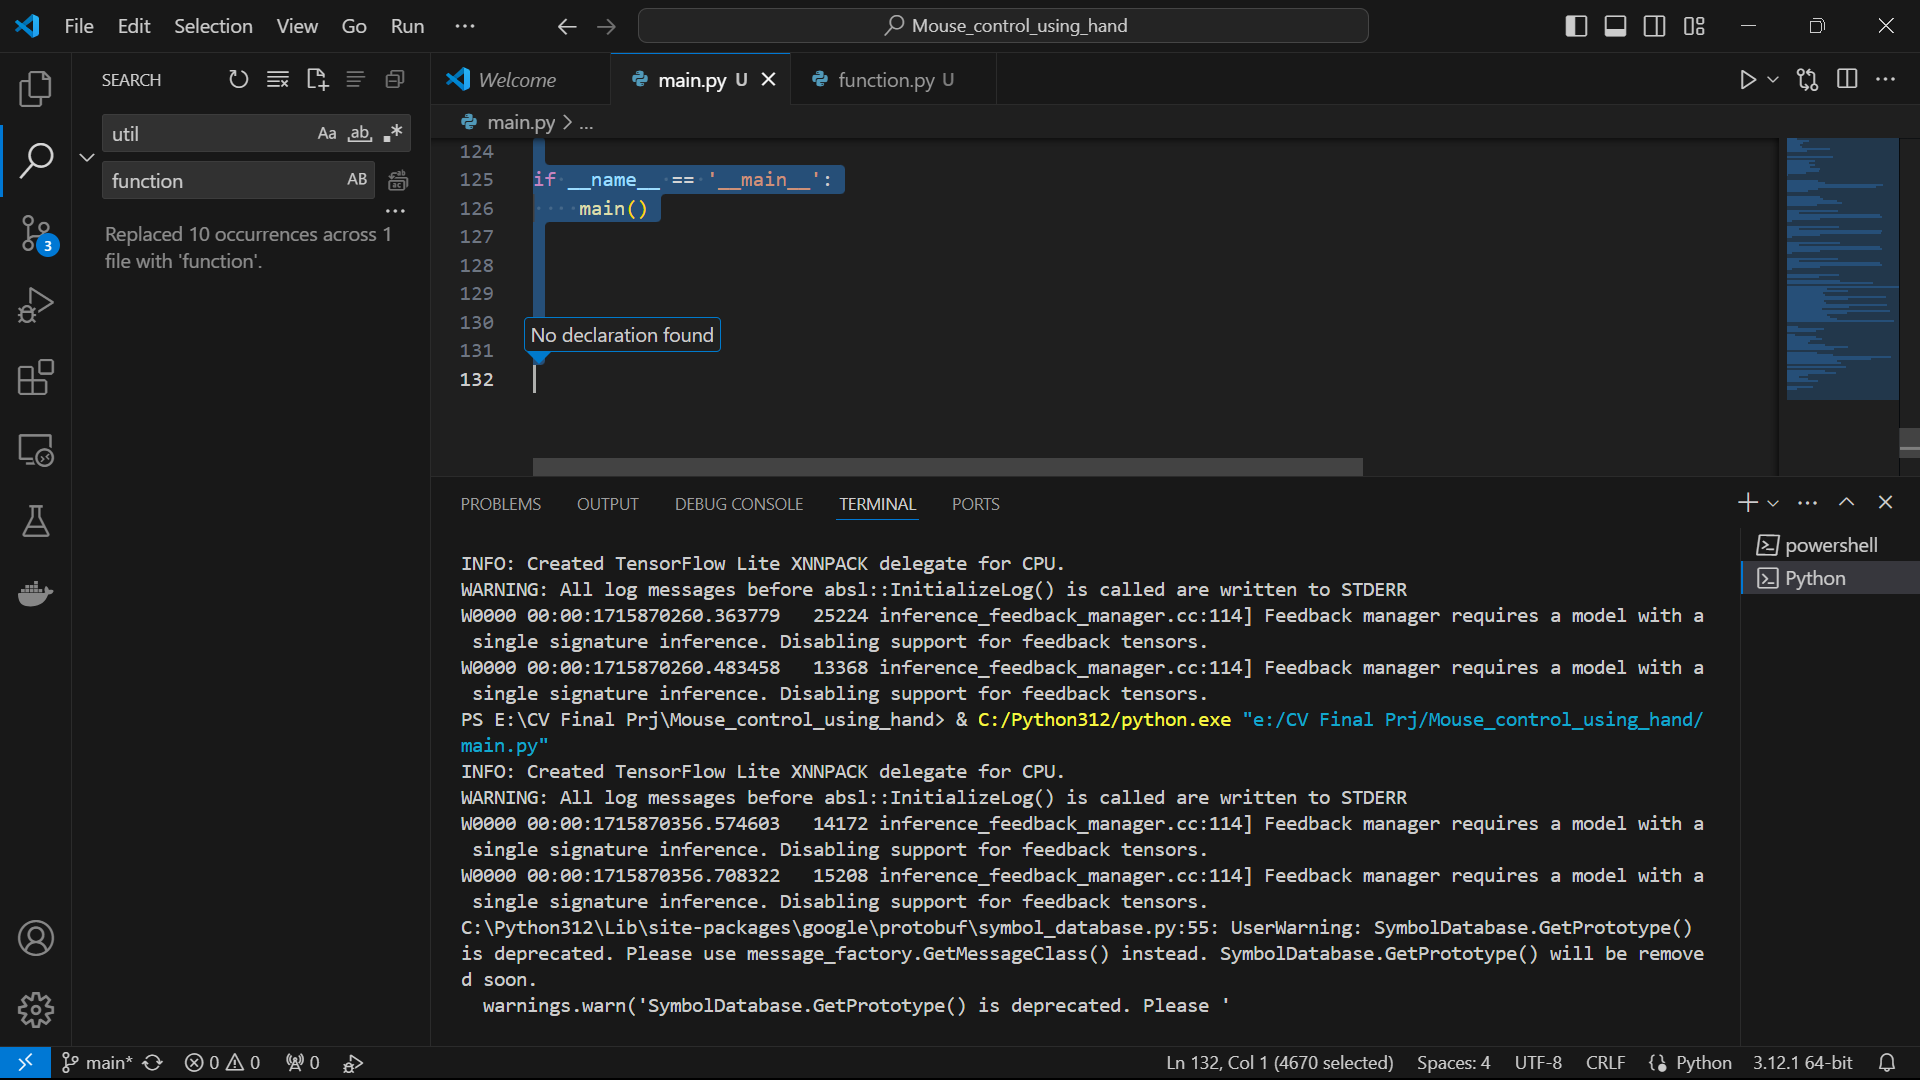 File Edit Selection View Go Run ···
Mouse_control_using_hand
SEARCH
util Aa ab .*
function AB
Replaced 10 occurrences across 1
file with 'function'.
Welcome main.py U function.py U
main.py > ...
124
125 if __name__ == '__main__':
126 main()
127
128
129
130
No declaration found
131
132
3
PROBLEMS OUTPUT DEBUG CONSOLE TERMINAL PORTS
powershell
Python
INFO: Created TensorFlow Lite XNNPACK delegate for CPU.
WARNING: All log messages before absl::InitializeLog() is called are written to STDERR
W0000 00:00:1715870260.363779   25224 inference_feedback_manager.cc:114] Feedback manager requires a model with a
single signature inference. Disabling support for feedback tensors.
W0000 00:00:1715870260.483458   13368 inference_feedback_manager.cc:114] Feedback manager requires a model with a
single signature inference. Disabling support for feedback tensors.
PS E:\CV Final Prj\Mouse_control_using_hand> & C:/Python312/python.exe "e:/CV Final Prj/Mouse_control_using_hand/
main.py"
INFO: Created TensorFlow Lite XNNPACK delegate for CPU.
WARNING: All log messages before absl::InitializeLog() is called are written to STDERR
W0000 00:00:1715870356.574603   14172 inference_feedback_manager.cc:114] Feedback manager requires a model with a
single signature inference. Disabling support for feedback tensors.
W0000 00:00:1715870356.708322   15208 inference_feedback_manager.cc:114] Feedback manager requires a model with a
single signature inference. Disabling support for feedback tensors.
C:\Python312\Lib\site-packages\google\protobuf\symbol_database.py:55: UserWarning: SymbolDatabase.GetPrototype()
is deprecated. Please use message_factory.GetMessageClass() instead. SymbolDatabase.GetPrototype() will be remove
d soon.
warnings.warn('SymbolDatabase.GetPrototype() is deprecated. Please '
main* 0 0 0 Ln 132, Col 1 (4670 selected) Spaces: 4 UTF-8 CRLF {} Python 3.12.1 64-bit